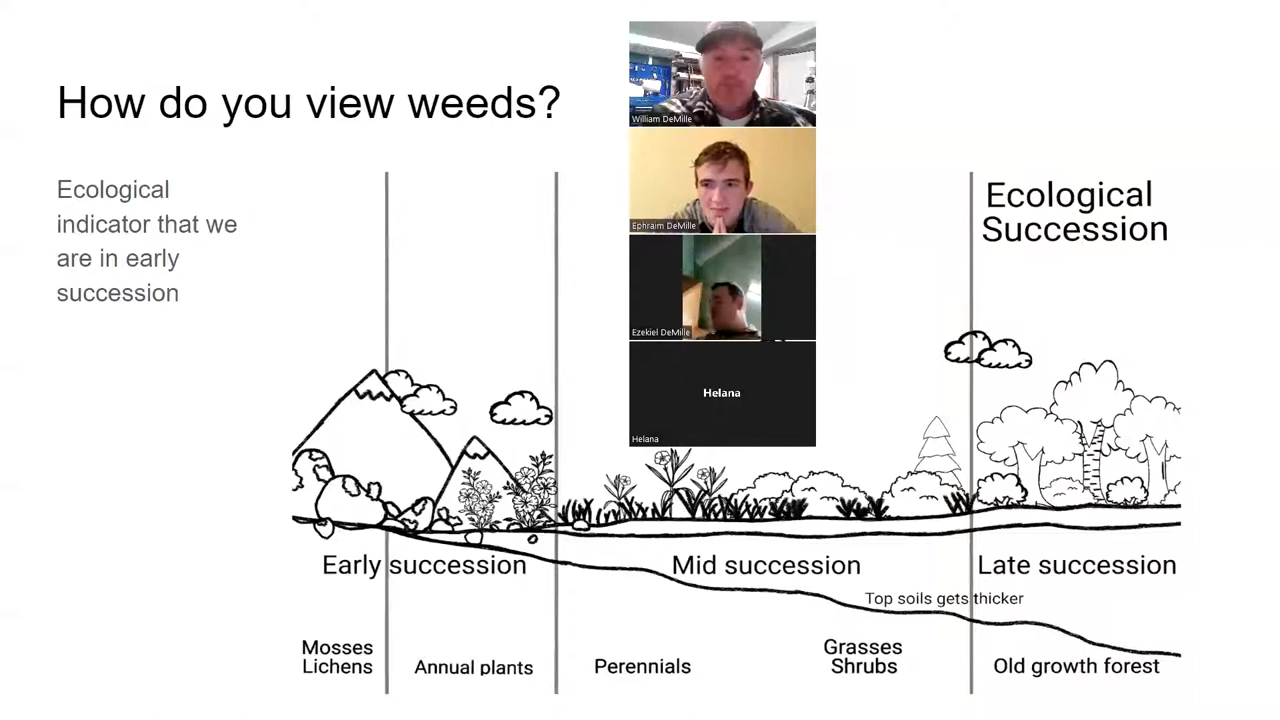 How do you view weeds?
Ecological
indicator that we
are in early
succession
William DeMille
Ephraim DeMille
Ezekiel DeMille
Helana
Helana
Ecological
Succession
Early succession
Mid succession
Late succession
Top soils gets thicker
Mosses
Lichens
Annual plants
Perennials
Grasses
Shrubs
Old growth forest